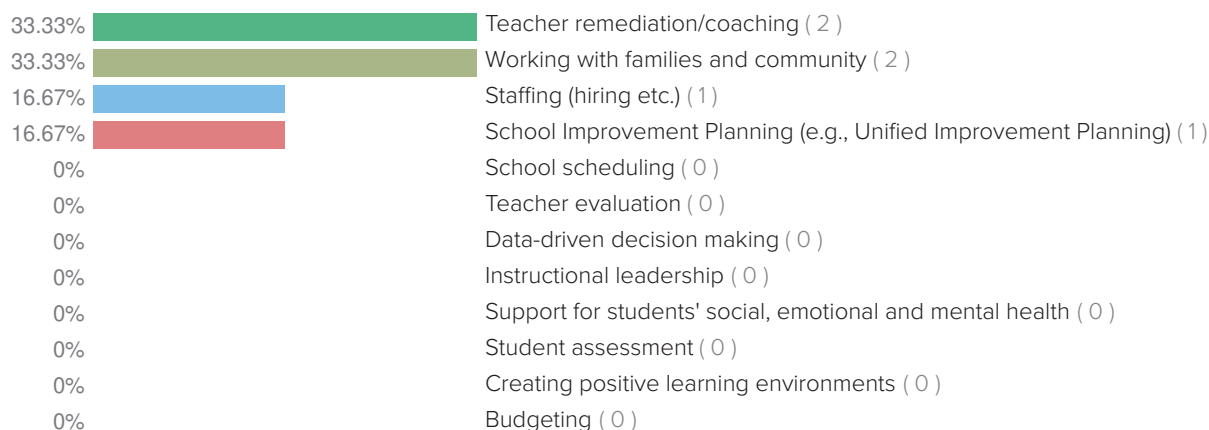 33.33% Teacher remediation/coaching ( 2 )
33.33% Working with families and community ( 2 )
16.67% Staffing (hiring etc.) ( 1 )
16.67% School Improvement Planning (e.g., Unified Improvement Planning) ( 1 )
0% School scheduling ( 0 )
0% Teacher evaluation ( 0 )
0% Data-driven decision making ( 0 )
0% Instructional leadership ( 0 )
0% Support for students' social, emotional and mental health ( 0 )
0% Student assessment ( 0 )
0% Creating positive learning environments ( 0 )
0% Budgeting ( 0 )